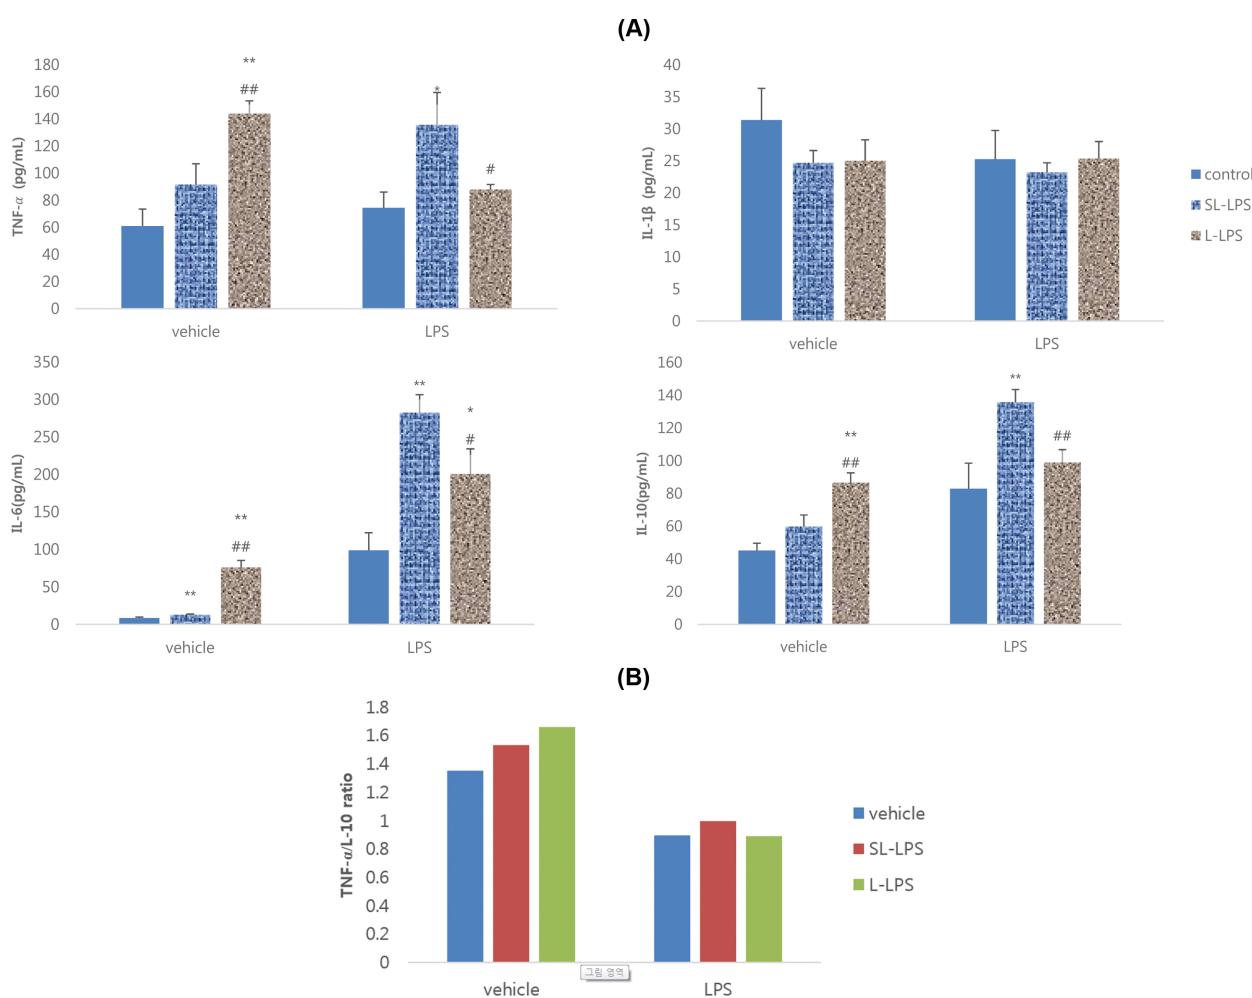 (A)
TNF-α (pg/mL)
180
160
140
120
100
80
60
40
20
0
**
##
*
#
vehicle
LPS
IL-1β (pg/mL)
40
35
30
25
20
15
10
5
0
vehicle
LPS
control
SL-LPS
L-LPS
IL-6(pg/mL)
350
300
250
200
150
100
50
0
**
**
##
**
*
#
vehicle
LPS
IL-10(pg/mL)
160
140
120
100
80
60
40
20
0
**
##
**
##
vehicle
LPS
(B)
TNF-α/L-10 ratio
1.8
1.6
1.4
1.2
1
0.8
0.6
0.4
0.2
0
vehicle
LPS
그림 영역
vehicle
SL-LPS
L-LPS